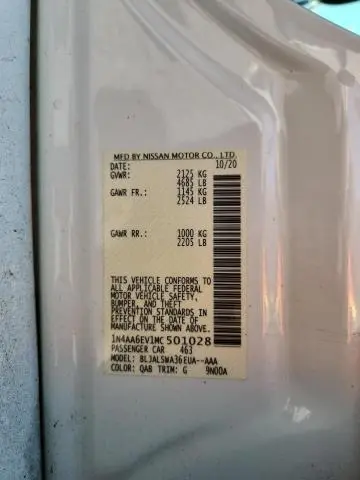 MFD BY NISSAN MOTOR CO., LTD.
DATE: 10/20
GVWR: 2125 KG
4685 LB
GAWR FR.: 1145 KG
2524 LB
GAWR RR.: 1000 KG
2205 LB
THIS VEHICLE CONFORMS TO
ALL APPLICABLE FEDERAL
MOTOR VEHICLE SAFETY,
BUMPER, AND THEFT
PREVENTION STANDARDS IN
EFFECT ON THE DATE OF
MANUFACTURE SHOWN ABOVE.
1N4AA6EV1MC501028
PASSENGER CAR 463
MODEL: BLJALSWA36EUA--AAA
COLOR: QAB TRIM: G 9N00A